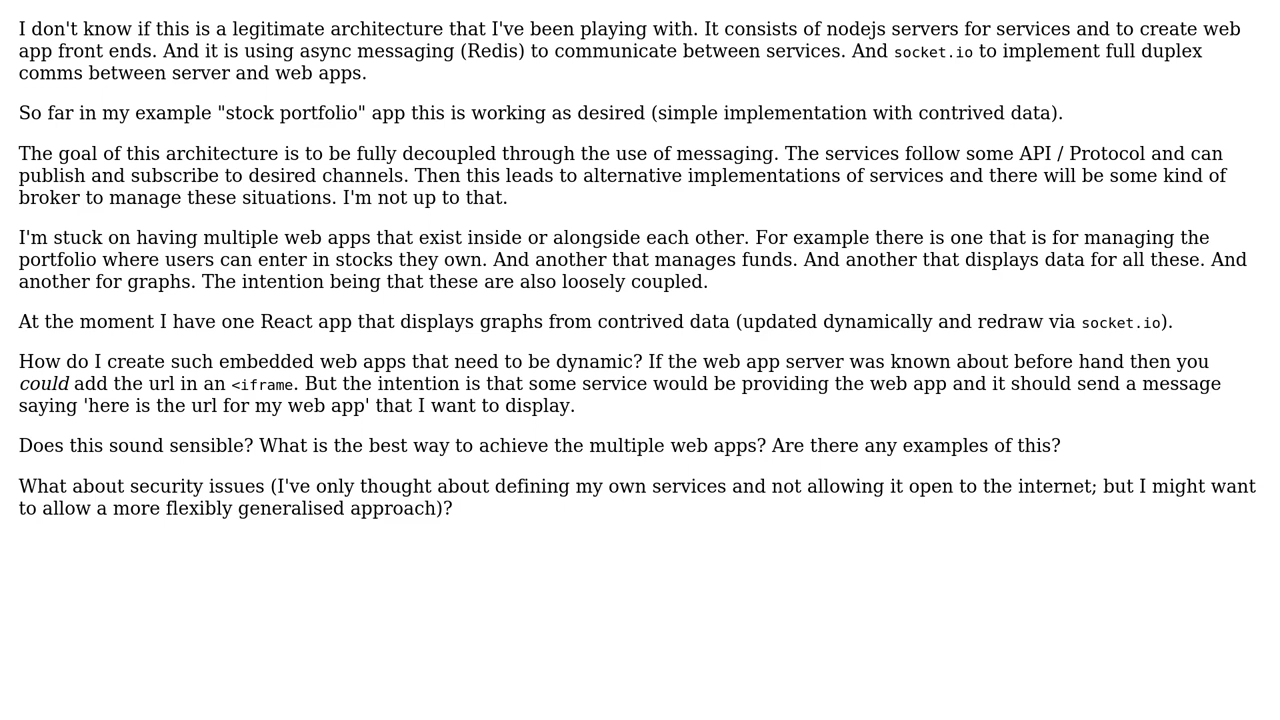 I don't know if this is a legitimate architecture that I've been playing with. It consists of nodejs servers for services and to create web
app front ends. And it is using async messaging (Redis) to communicate between services. And socket.io to implement full duplex
comms between server and web apps.
So far in my example "stock portfolio" app this is working as desired (simple implementation with contrived data).
The goal of this architecture is to be fully decoupled through the use of messaging. The services follow some API / Protocol and can
publish and subscribe to desired channels. Then this leads to alternative implementations of services and there will be some kind of
broker to manage these situations. I'm not up to that.
I'm stuck on having multiple web apps that exist inside or alongside each other. For example there is one that is for managing the
portfolio where users can enter in stocks they own. And another that manages funds. And another that displays data for all these. And
another for graphs. The intention being that these are also loosely coupled.
At the moment I have one React app that displays graphs from contrived data (updated dynamically and redraw via socket.io).
How do I create such embedded web apps that need to be dynamic? If the web app server was known about before hand then you
could add the url in an <iframe. But the intention is that some service would be providing the web app and it should send a message
saying 'here is the url for my web app' that I want to display.
Does this sound sensible? What is the best way to achieve the multiple web apps? Are there any examples of this?
What about security issues (I've only thought about defining my own services and not allowing it open to the internet; but I might want
to allow a more flexibly generalised approach)?